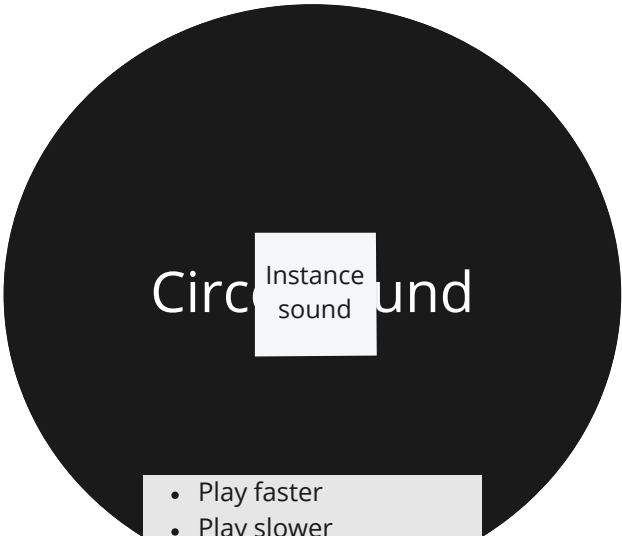 Circ und
Instance
sound
• Play faster
• Play slower